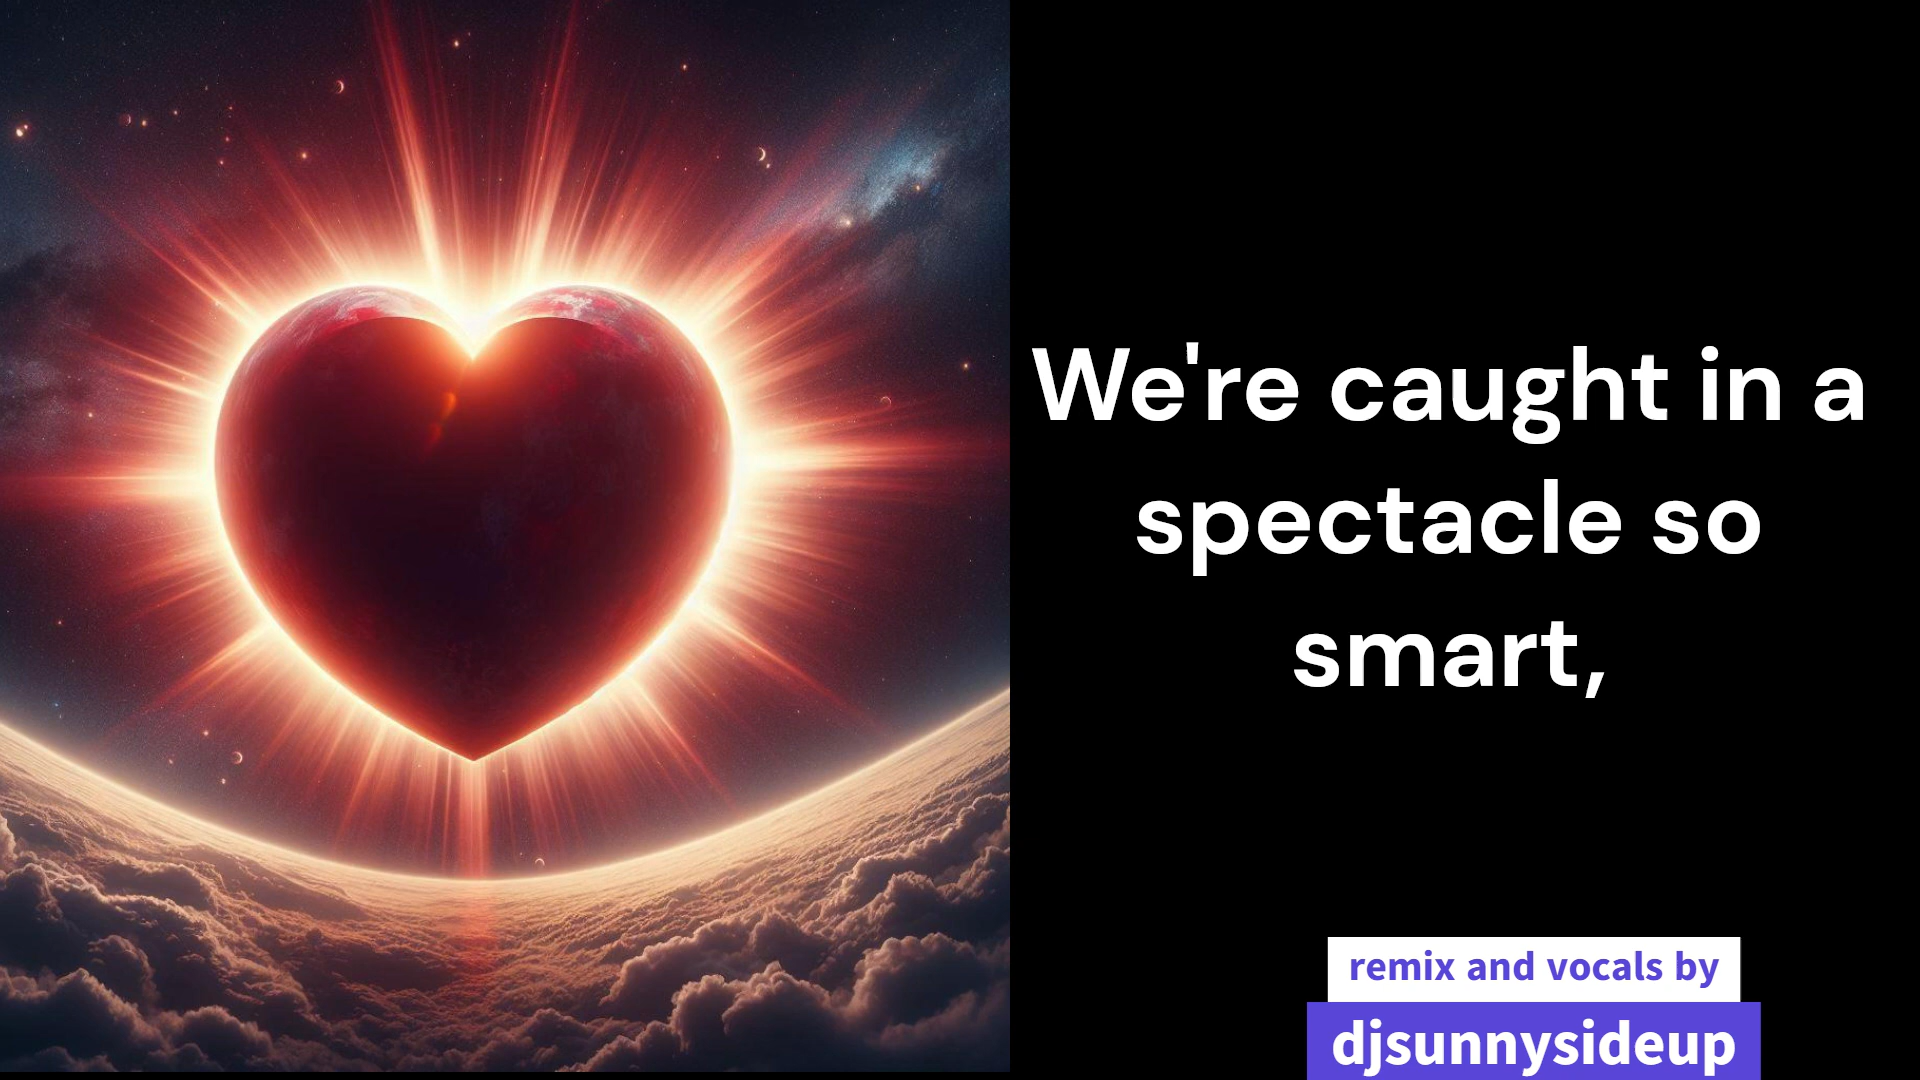 We're caught in a
spectacle so
smart,
remix and vocals by
djsunnysideup